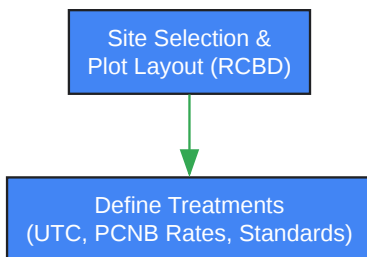 Site Selection &
Plot Layout (RCBD)
Define Treatments
(UTC, PCNB Rates, Standards)